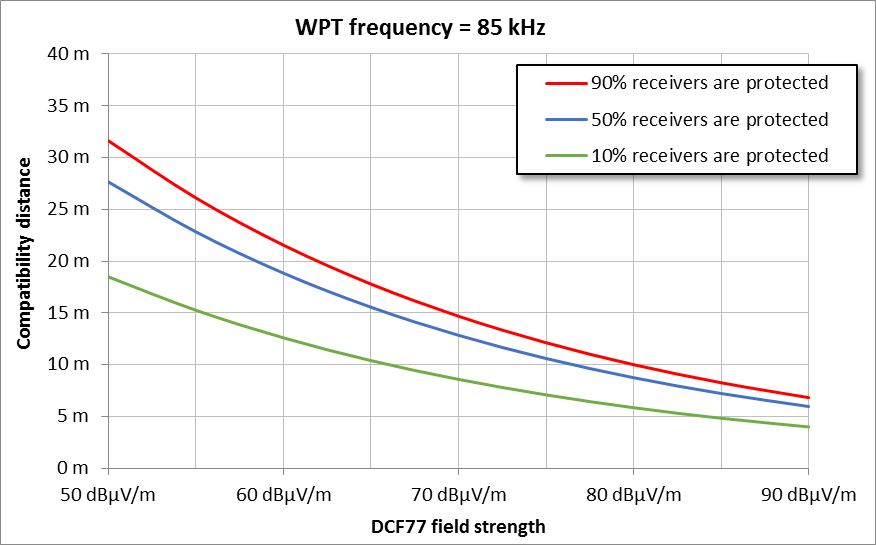 WPT frequency = 85 kHz
40 m
35 m
30 m
25 m
20 m
15 m
10 m
5 m
0 m
Compatibility distance
90% receivers are protected
50% receivers are protected
10% receivers are protected
50 dBµV/m
60 dBµV/m
70 dBµV/m
80 dBµV/m
90 dBµV/m
DCF77 field strength